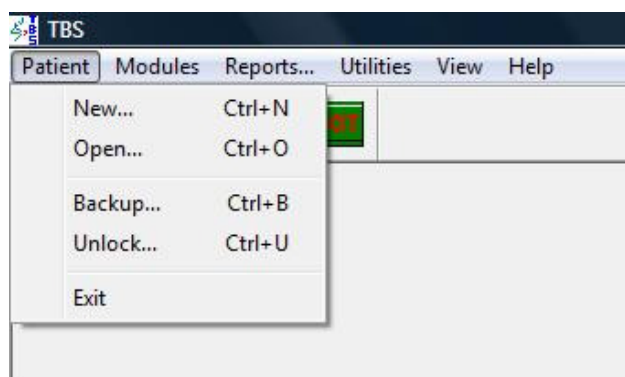 TBS
Patient Modules Reports... Utilities View Help
New... Ctrl+N
Open... Ctrl+O
Backup... Ctrl+B
Unlock... Ctrl+U
Exit